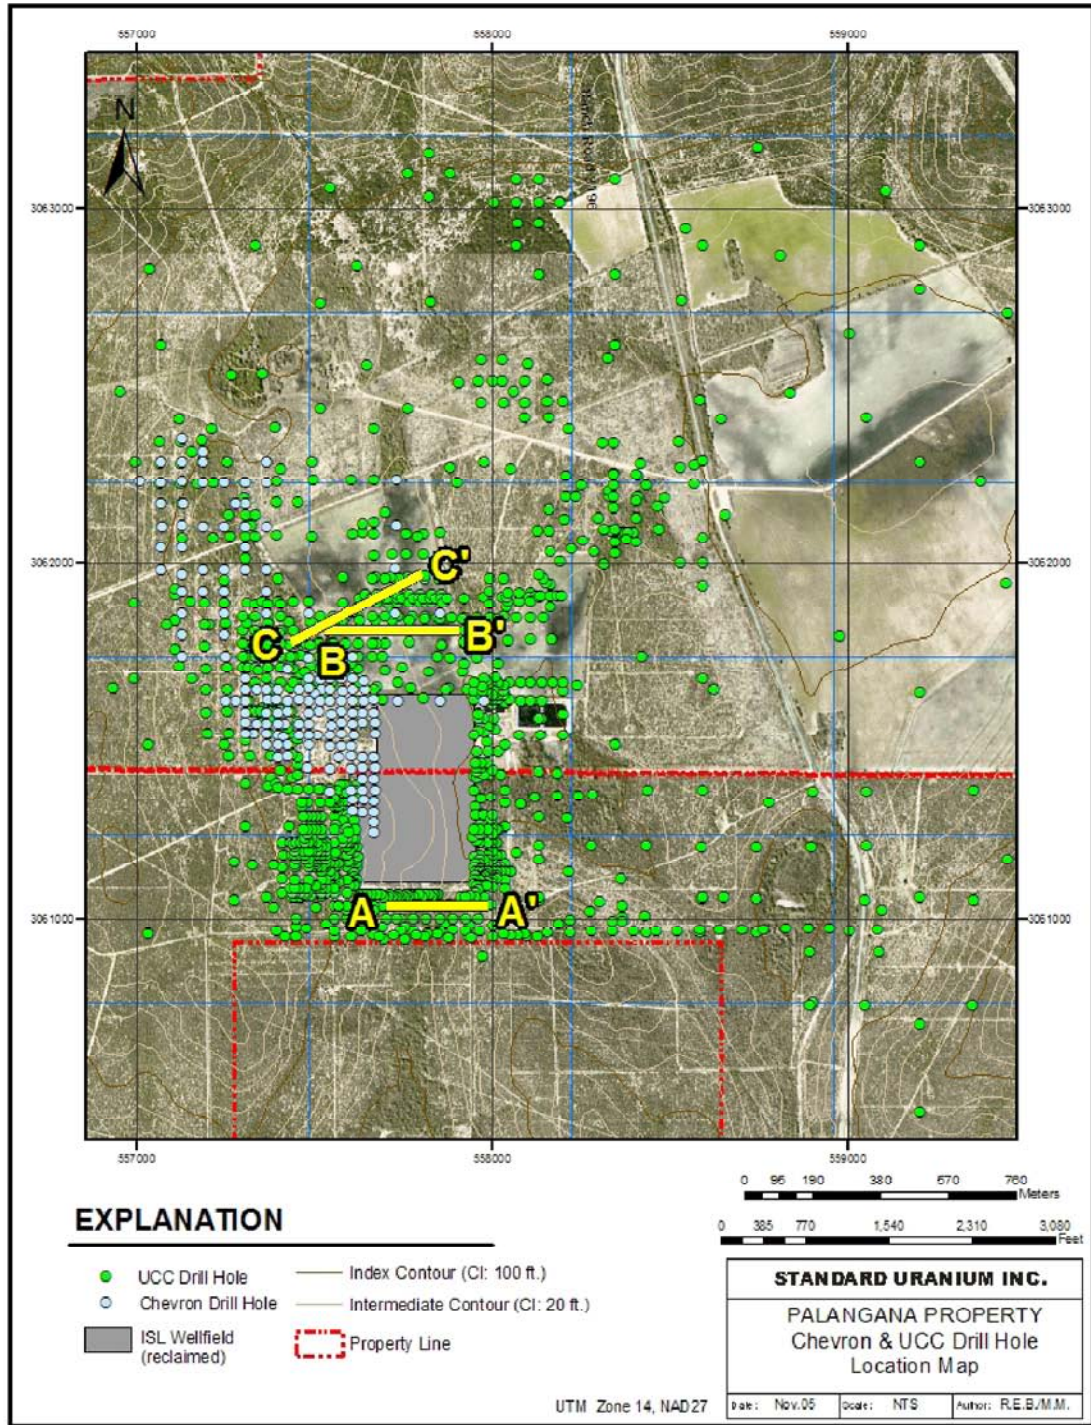 557000 558000 559000
N
3063000 3063000
3062000 3062000
C'
C
B
B'
3061000 3061000
A
A'
557000 558000 559000
0 95 190 380 570 760
Meters
0 385 770 1,540 2,310 3,080
Feet
EXPLANATION
UCC Drill Hole
Chevron Drill Hole
ISL Wellfield
(reclaimed)
Index Contour (CI: 100 ft.)
Intermediate Contour (CI: 20 ft.)
Property Line
STANDARD URANIUM INC.
PALANGANA PROPERTY
Chevron & UCC Drill Hole
Location Map
UTM Zone 14, NAD27
Date: Nov.05 Scale: NTS Author: R.E.B./M.M.